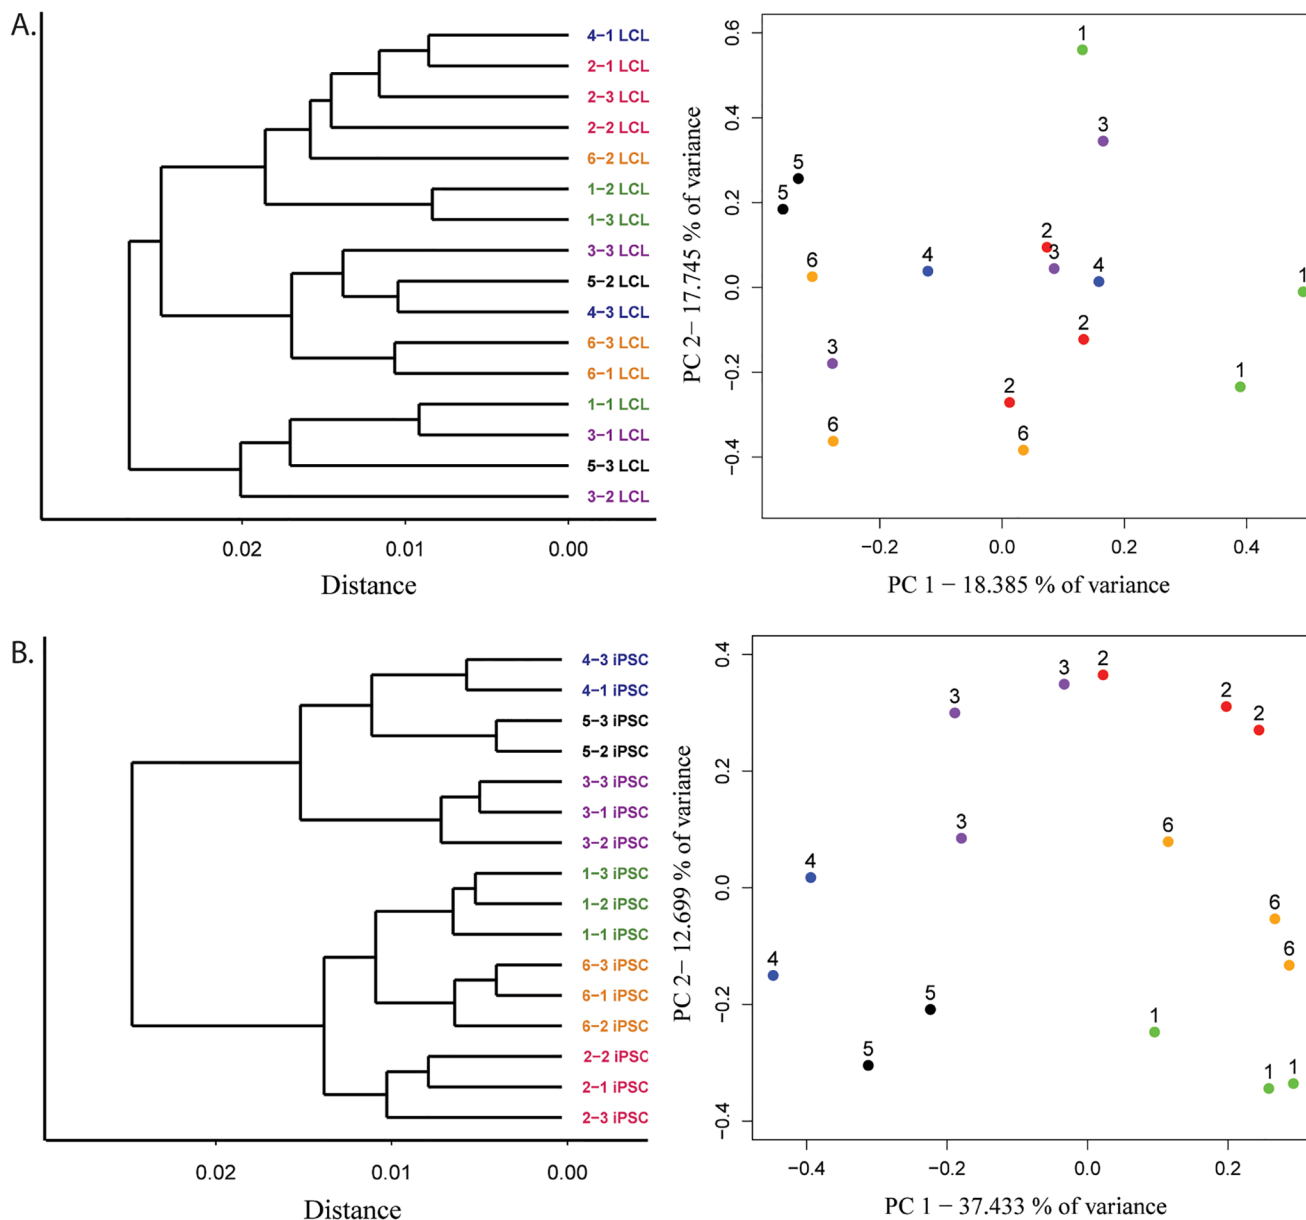 A.
4−1 LCL
2−1 LCL
2−3 LCL
2−2 LCL
6−2 LCL
1−2 LCL
1−3 LCL
3−3 LCL
5−2 LCL
4−3 LCL
6−3 LCL
6−1 LCL
1−1 LCL
3−1 LCL
5−3 LCL
3−2 LCL
0.02 0.01 0.00
Distance
PC 2− 17.745 % of variance
0.6
0.4
0.2
0.0
−0.2
−0.4
1
3
5
5
2
3
4
4
6
1
2
3
1
2
6
6
−0.2 0.0 0.2 0.4
PC 1 − 18.385 % of variance
B.
4−3 iPSC
4−1 iPSC
5−3 iPSC
5−2 iPSC
3−3 iPSC
3−1 iPSC
3−2 iPSC
1−3 iPSC
1−2 iPSC
1−1 iPSC
6−3 iPSC
6−1 iPSC
6−2 iPSC
2−2 iPSC
2−1 iPSC
2−3 iPSC
0.02 0.01 0.00
Distance
PC 2− 12.699 % of variance
0.4
0.2
0.0
−0.2
−0.4
2
3
3
2
2
3
6
4
6
6
4
5
1
5
1
1
−0.4 −0.2 0.0 0.2
PC 1 − 37.433 % of variance